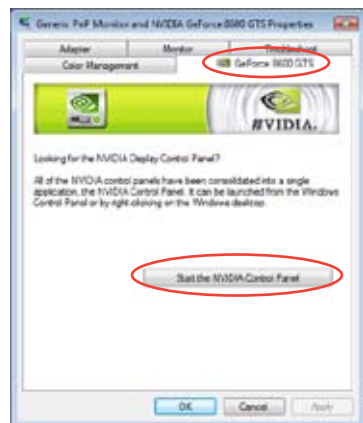 Generic PnP Monitor and NVIDIA GeForce 8600 GTS Properties
Adapter Monitor Troubleshoot
Color Management GeForce 8600 GTS
NVIDIA.
Looking for the NVIDIA Display Control Panel?
All of the NVIDIA control panels have been consolidated into a single
application, the NVIDIA Control Panel. It can be launched from the Windows
Control Panel or by right clicking on the Windows desktop.
Start the NVIDIA Control Panel
OK Cancel Apply